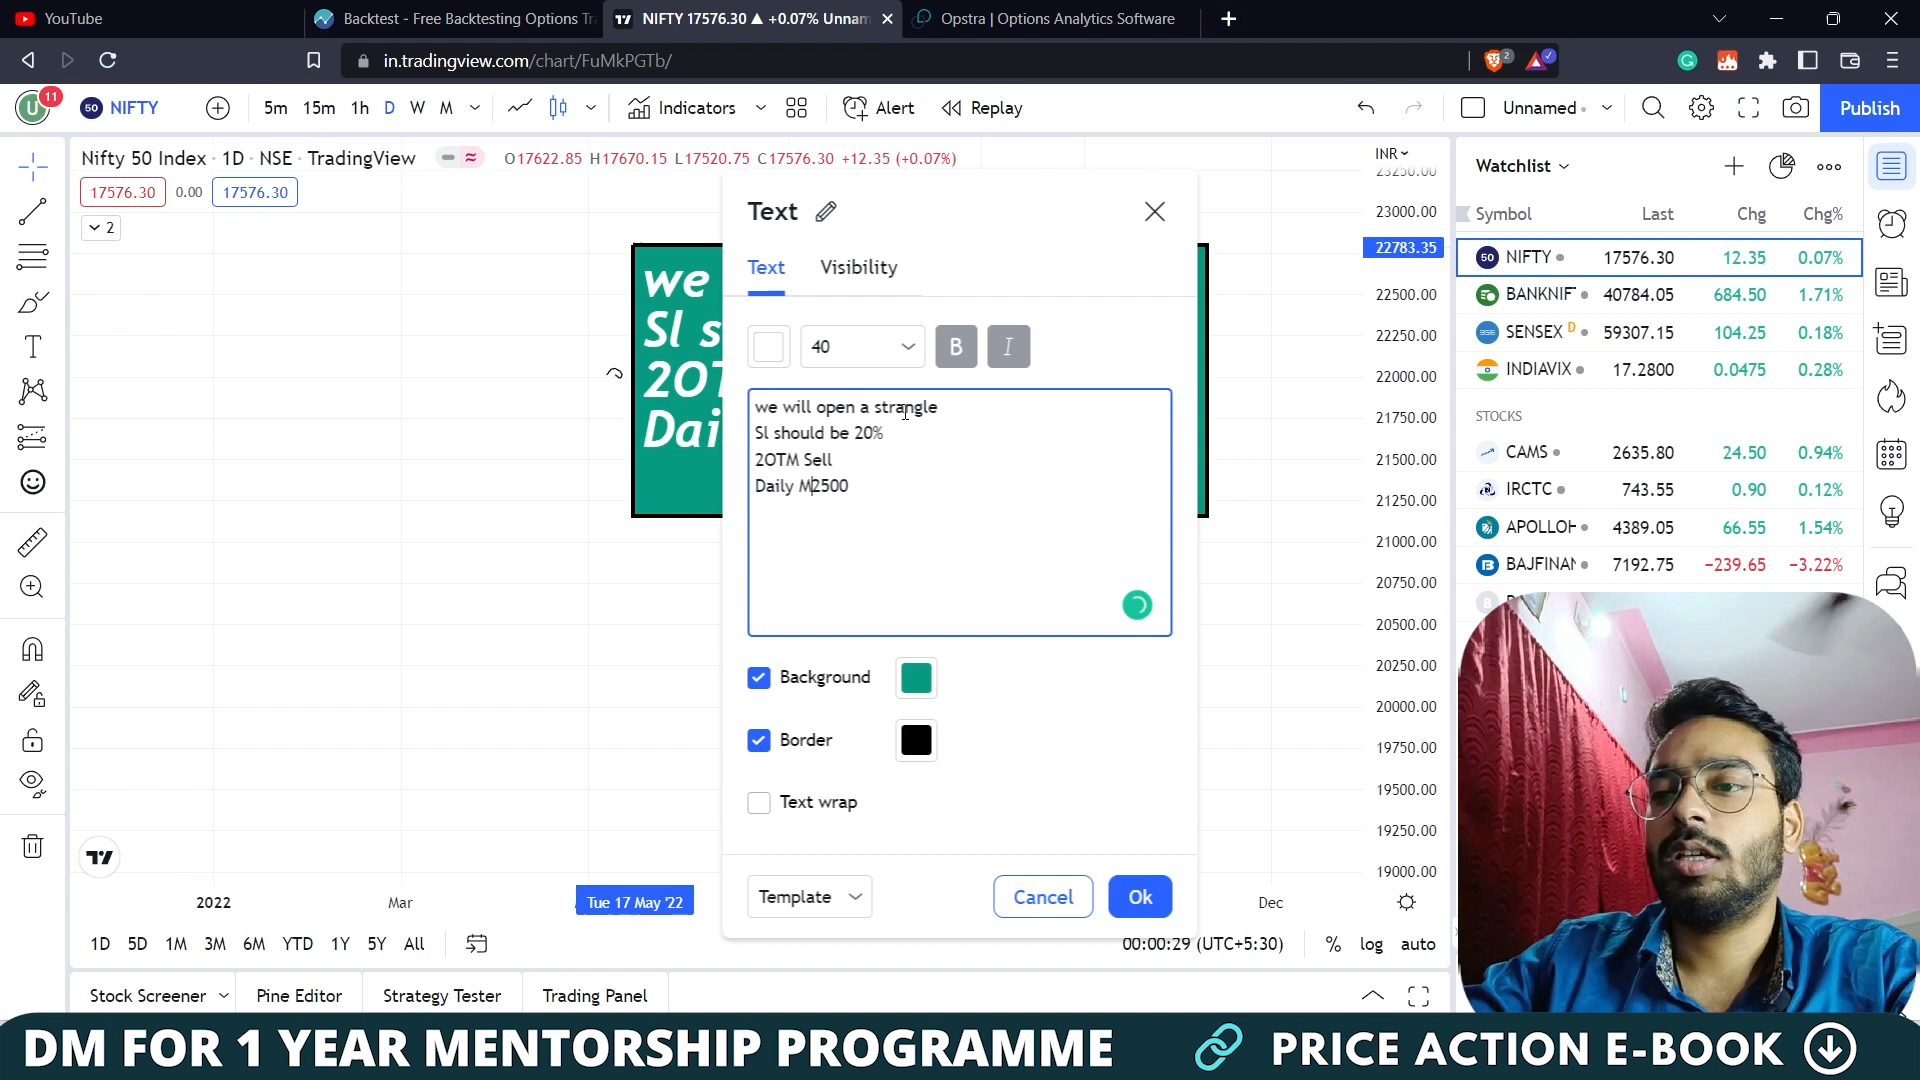 YouTube
Backtest - Free Backtesting Options Tr
NIFTY 17576.30 ▲ +0.07% Unnam
Opstra | Options Analytics Software
in.tradingview.com/chart/FuMkPGTb/
2
U
11
50 NIFTY
5m 15m 1h D W M
Indicators
Alert
Replay
Unnamed
Publish
Nifty 50 Index · 1D · NSE · TradingView
O17622.85 H17670.15 L17520.75 C17576.30 +12.35 (+0.07%)
17576.30 0.00 17576.30
2
INR
23250.00
23000.00
22783.35
22500.00
22250.00
22000.00
21750.00
21500.00
21250.00
21000.00
20750.00
20500.00
20250.00
20000.00
19750.00
19500.00
19250.00
19000.00
we
Sl s
2OT
Dai
Text
Text Visibility
40 B I
we will open a strangle
Sl should be 20%
2OTM Sell
Daily M2500
Background
Border
Text wrap
Template
Cancel
Ok
2022 Mar Tue 17 May '22 Dec
1D 5D 1M 3M 6M YTD 1Y 5Y All
00:00:29 (UTC+5:30) % log auto
Stock Screener Pine Editor Strategy Tester Trading Panel
Watchlist
Symbol Last Chg Chg%
50 NIFTY 17576.30 12.35 0.07%
BANKNIF 40784.05 684.50 1.71%
SENSEX D 59307.15 104.25 0.18%
INDIAVIX 17.2800 0.0475 0.28%
STOCKS
CAMS 2635.80 24.50 0.94%
IRCTC 743.55 0.90 0.12%
APOLLOH 4389.05 66.55 1.54%
BAJFINAN 7192.75 −239.65 −3.22%
DM FOR 1 YEAR MENTORSHIP PROGRAMME
PRICE ACTION E-BOOK